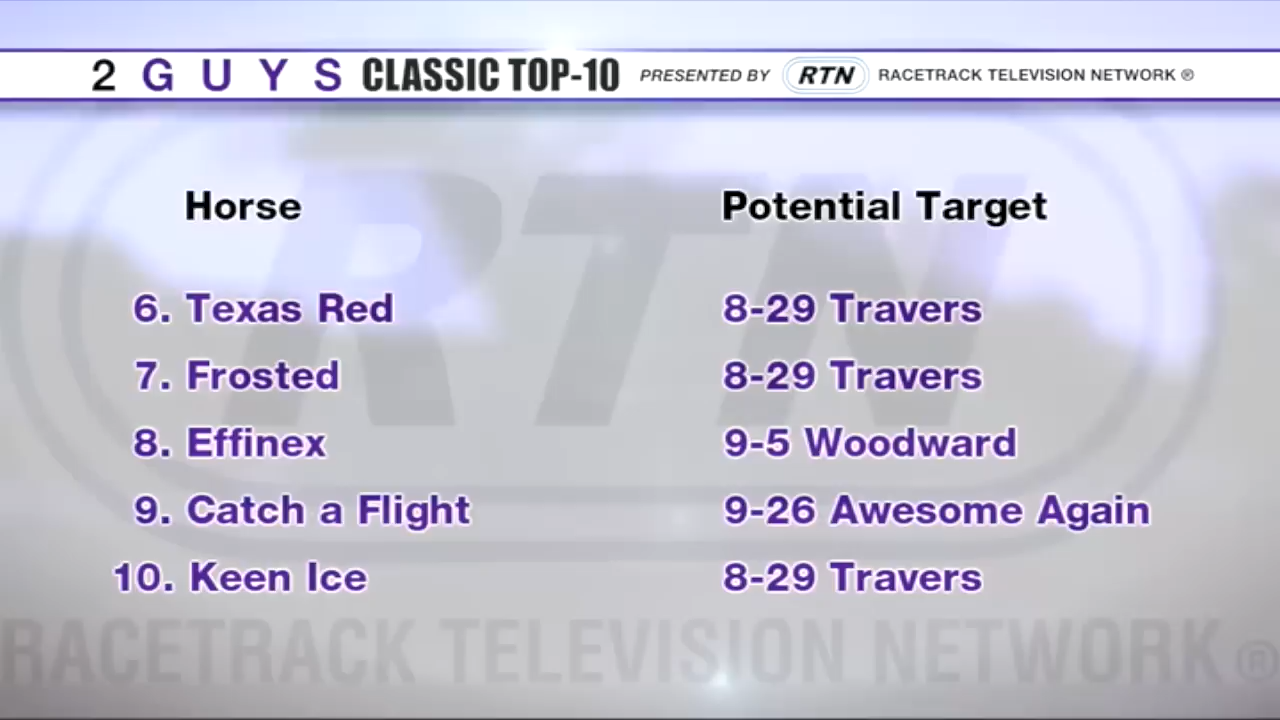 2 GUYS CLASSIC TOP-10 PRESENTED BY RTN RACETRACK TELEVISION NETWORK ®
Horse Potential Target
6. Texas Red 8-29 Travers
7. Frosted 8-29 Travers
8. Effinex 9-5 Woodward
9. Catch a Flight 9-26 Awesome Again
10. Keen Ice 8-29 Travers
RTN
RACETRACK TELEVISION NETWORK ®